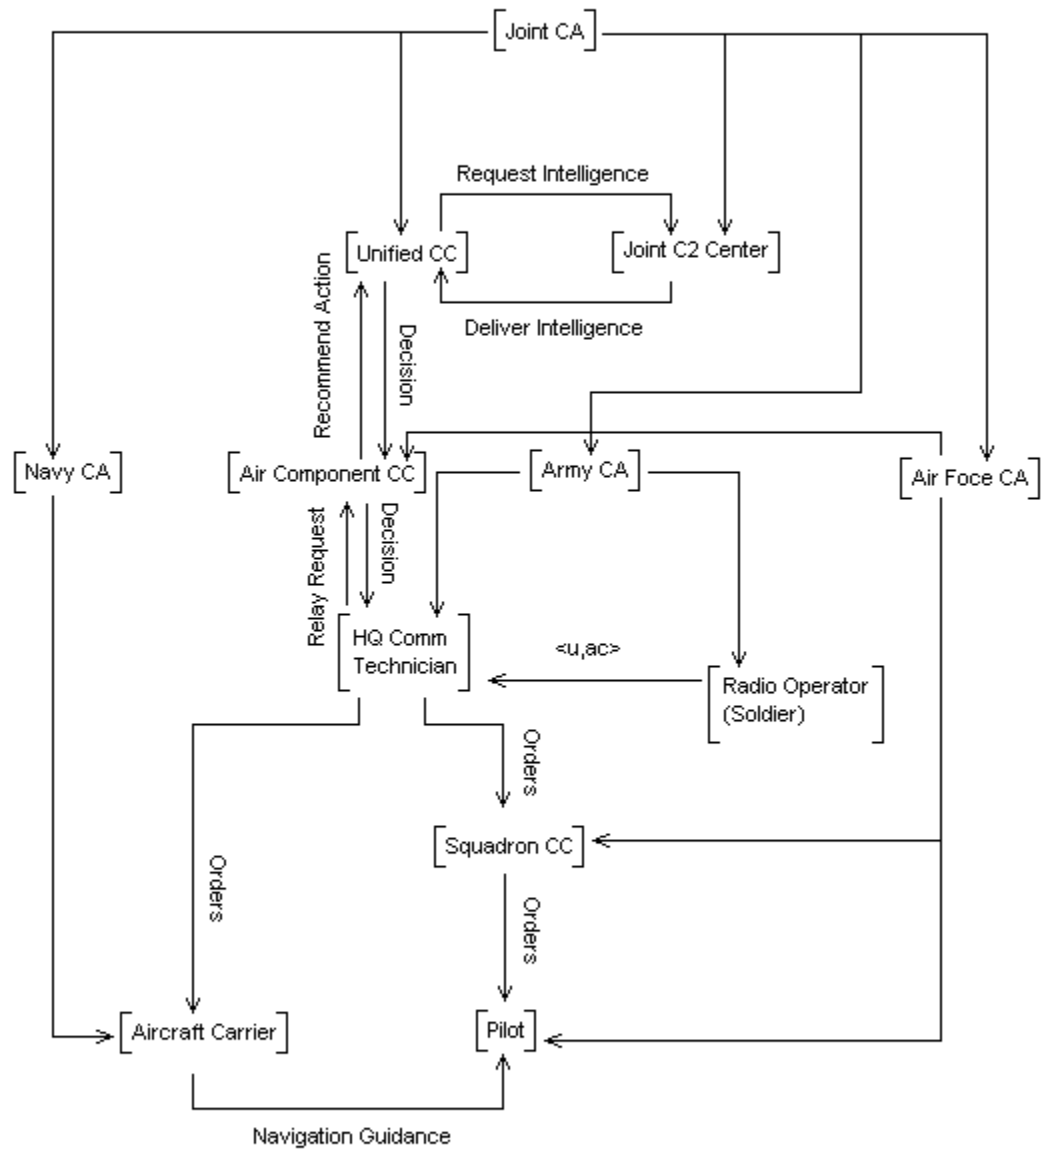 [Joint CA]
Request Intelligence
[Unified CC]
[Joint C2 Center]
Deliver Intelligence
Recommend Action
Decision
[Navy CA]
[Air Component CC]
[Army CA]
[Air Foce CA]
Relay Request
Decision
[HQ Comm
Technician]
<u,ac>
[Radio Operator
(Soldier)]
Orders
[Squadron CC]
Orders
Orders
[Aircraft Carrier]
[Pilot]
Navigation Guidance